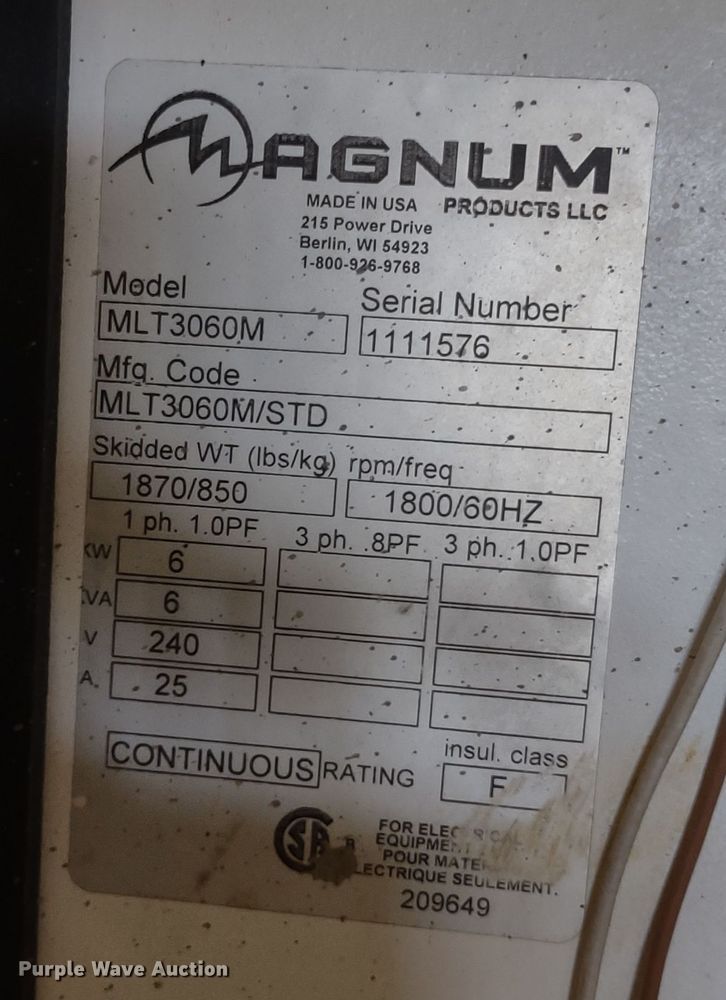 MAGNUM™
MADE IN USA PRODUCTS LLC
215 Power Drive
Berlin, WI 54923
1-800-926-9768
Model Serial Number
MLT3060M 1111576
Mfg. Code
MLT3060M/STD
Skidded WT (lbs/kg) rpm/freq
1870/850 1800/60HZ
1 ph. 1.0PF 3 ph. .8PF 3 ph. 1.0PF
KW 6
KVA 6
V 240
A. 25
CONTINUOUS RATING
insul. class
F
FOR ELECTRICAL
EQUIPMENT
POUR MATE
ELECTRIQUE SEULEMENT.
209649
Purple Wave Auction